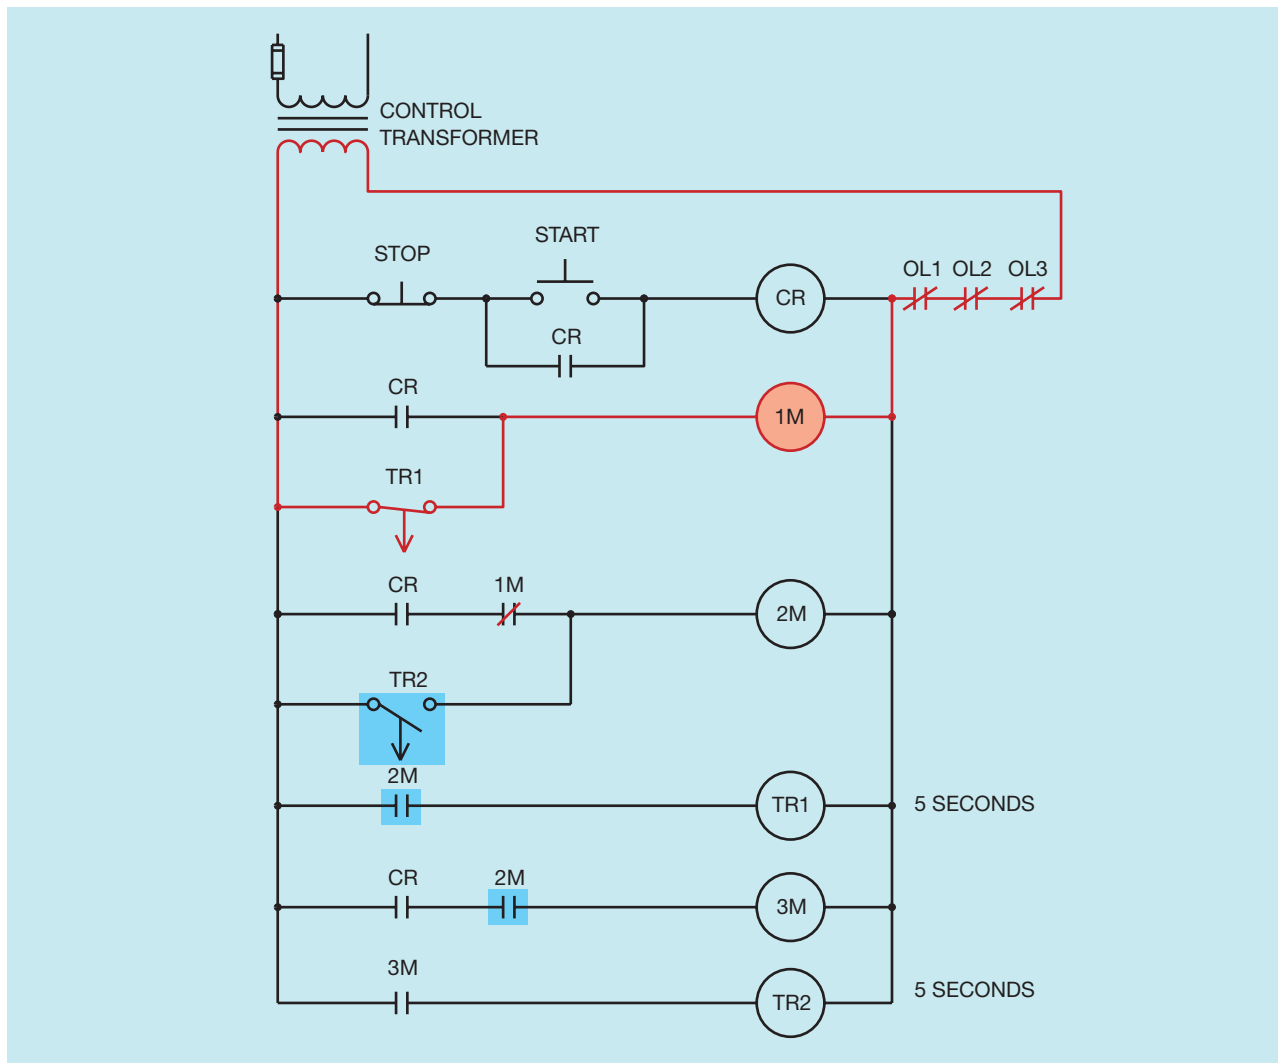 CONTROL
TRANSFORMER
START
STOP
OL1 OL2 OL3
CR
CR
CR
1M
TR1
CR 1M
2M
TR2
2M
TR1 5 SECONDS
CR 2M
3M
3M
TR2 5 SECONDS